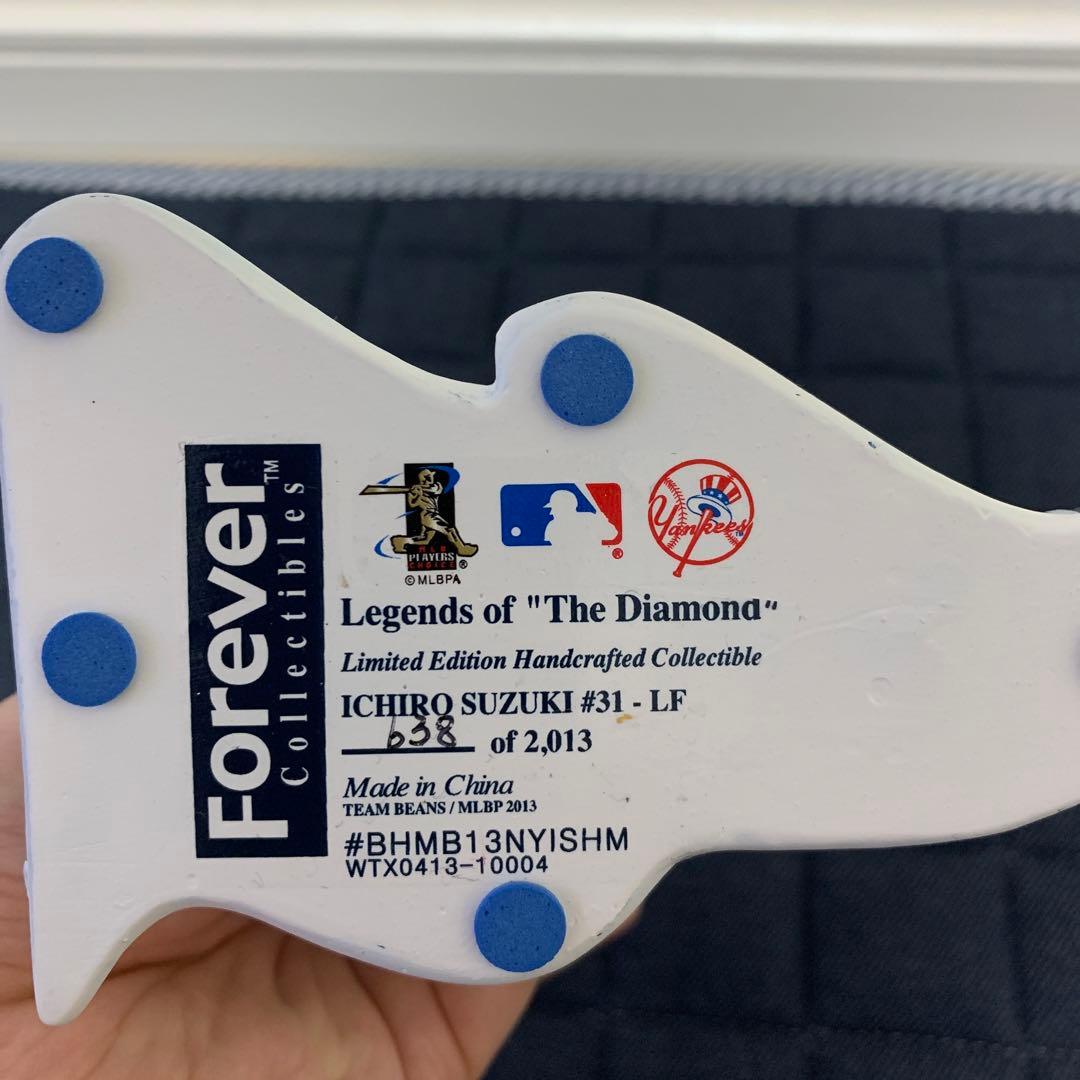 Forever™
Collectibles
MLB
PLAYERS
CHOICE®
©MLBPA
®
Yankees
Legends of "The Diamond"
Limited Edition Handcrafted Collectible
ICHIRO SUZUKI #31 - LF
638 of 2,013
Made in China
TEAM BEANS / MLBP 2013
#BHMB13NYISHM
WTX0413-10004